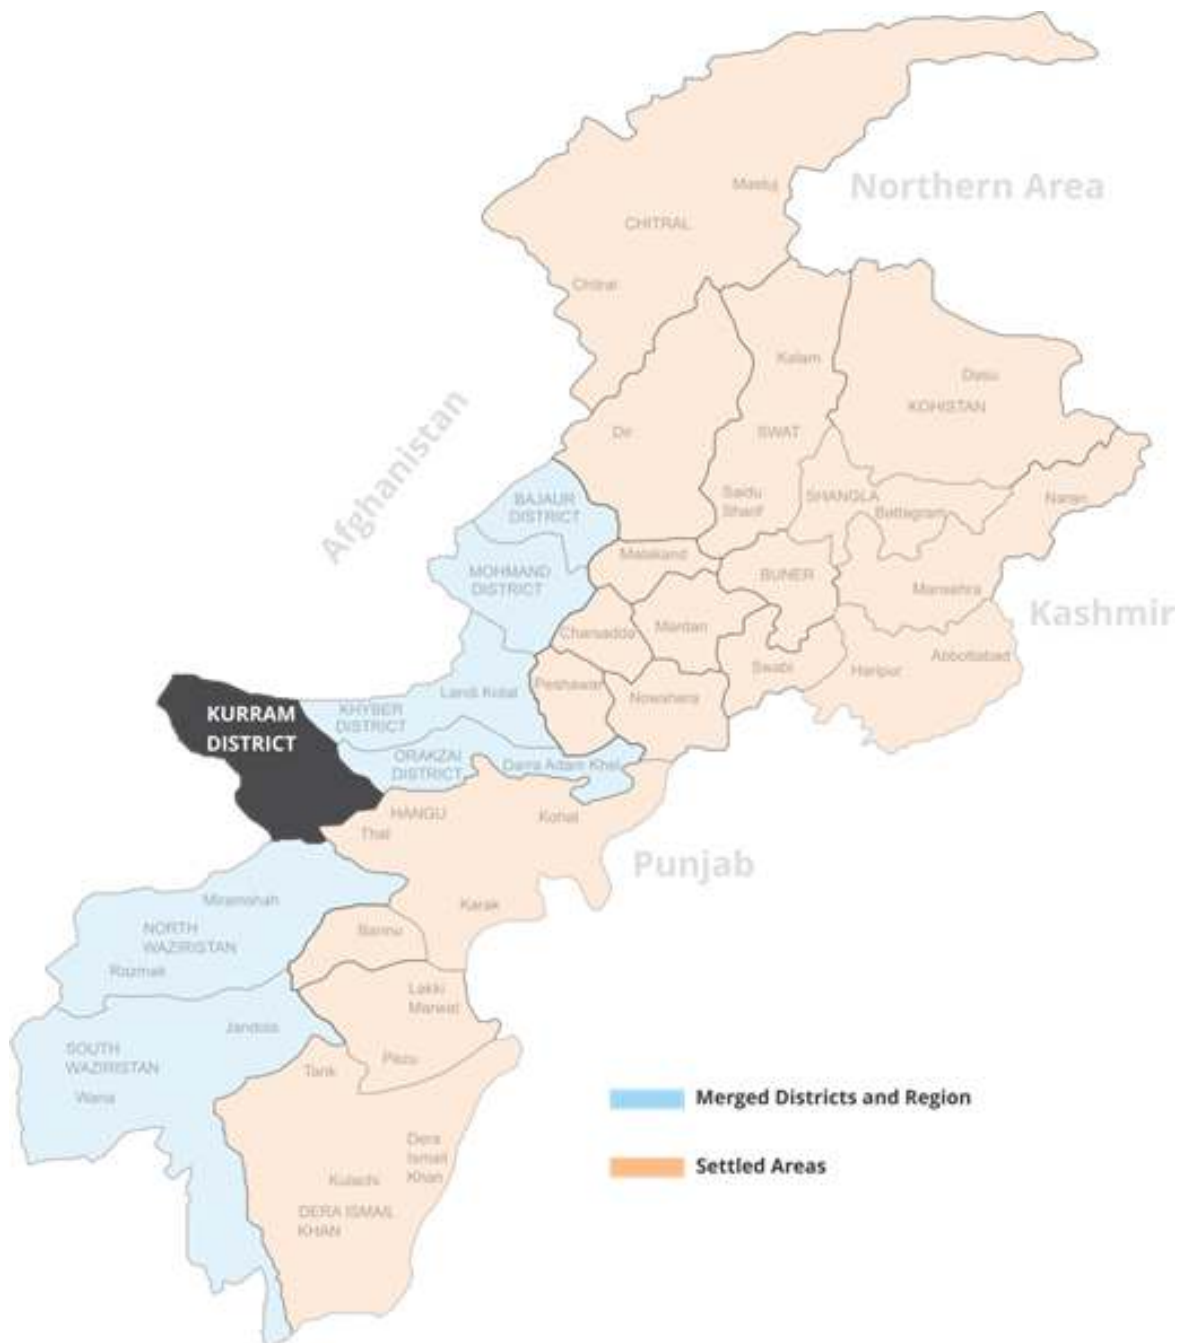 Northern Area
Mastuj
CHITRAL
Chitral
Kalam
Dasu
KOHISTAN
Afghanistan
Dir
SWAT
Saidu
Sharif
SHANGLA
Battagram
Naran
BAJAUR
DISTRICT
Malakand
MOHMAND
DISTRICT
BUNER
Mansehra
Kashmir
Charsadda
Mardan
Swabi
Haripur
Abbottabad
Peshawar
Nowshera
Landi Kotal
KURRAM
DISTRICT
KHYBER
DISTRICT
ORAKZAI
DISTRICT
Darra Adam Khel
HANGU
Thal
Kohat
Punjab
Miramshah
Karak
NORTH
WAZIRISTAN
Bannu
Razmak
Lakki
Marwat
Jandola
SOUTH
WAZIRISTAN
Pezu
Tank
Wana
Merged Districts and Region
Dera
Ismail
Khan
Settled Areas
Kulachi
DERA ISMAIL
KHAN